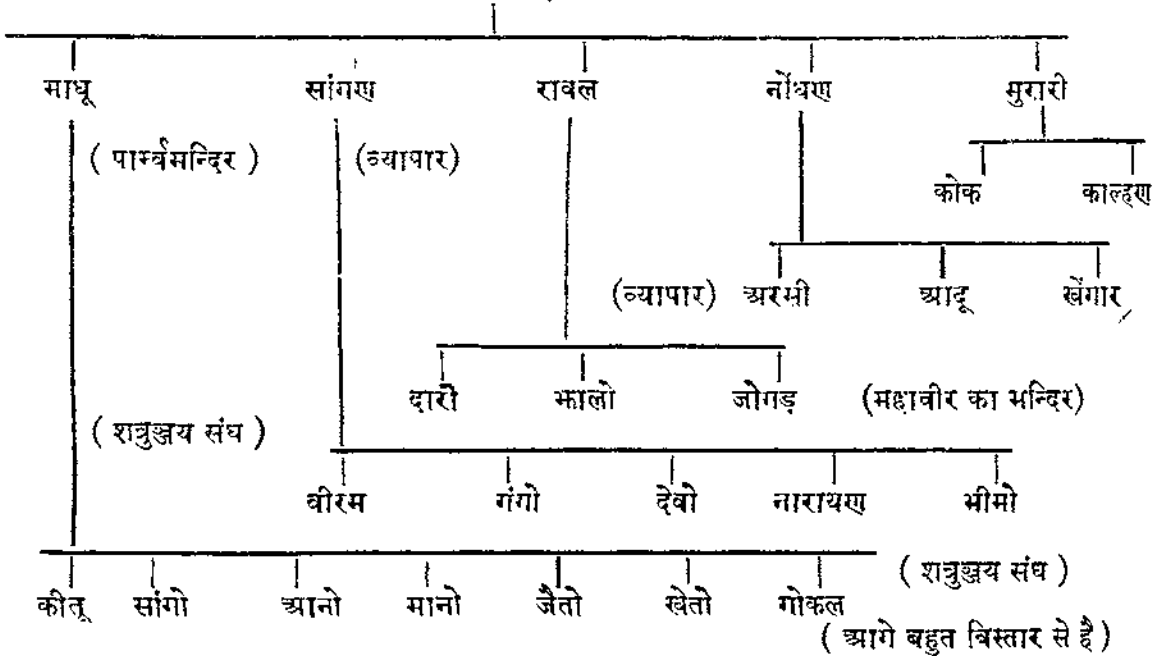 माधू सांगण रावल नोंधण मुरारी
( पार्श्वमन्दिर ) (व्यापार)
कोक काल्हण
(व्यापार) अरसी आदू खेंगार
दारो झालो जोगड़ (महावीर का मन्दिर)
( शत्रुञ्जय संघ )
वीरम गंगो देवो नारायण भीमो
( शत्रुञ्जय संघ )
कीतू सांगो आनो मानो जैतो खेतो गोकल
( आगे बहुत विस्तार से है )